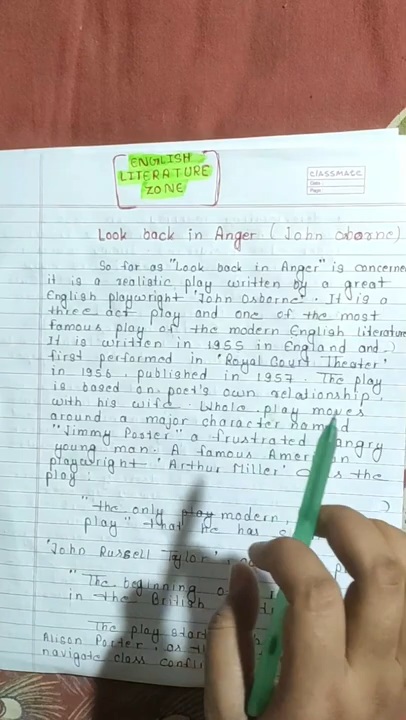 ENGLISH
LITERATURE
ZONE
CLASSMATE
Date :
Page :
Look back in Anger (John Osborne)
So far as "Look back in Anger" is concerne
it is a realistic play written by a great
English playwright 'John Osborne'. It is a
three act play and one of the most
famous play of the modern English literature
It is written in 1955 in England and
first performed in 'Royal Court Theater'
in 1956, published in 1957. The play
is based on poet's own relationship
with his wife. Whole play moves
around a major character named
"Jimmy Poster" a frustrated angry
young man. A famous American
playwright 'Arthur Miller' the
play :
"the only play modern,
play" that he has
'John Russell Taylor',
"The beginning
in the British
The play start
Alison Porter, as
navigate class confli